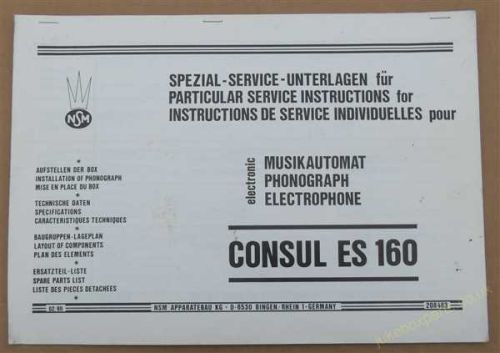 NSM
SPEZIAL-SERVICE-UNTERLAGEN für
PARTICULAR SERVICE INSTRUCTIONS for
INSTRUCTIONS DE SERVICE INDIVIDUELLES pour
AUFSTELLEN DER BOX
INSTALLATION OF PHONOGRAPH
MISE EN PLACE DU BOX
TECHNISCHE DATEN
SPECIFICATIONS
CARACTERISTIQUES TECHNIQUES
BAUGRUPPEN-LAGEPLAN
LAYOUT OF COMPONENTS
PLAN DES ELEMENTS
ERSATZTEIL-LISTE
SPARE PARTS LIST
LISTE DES PIECES DETACHEES
electronic
MUSIKAUTOMAT
PHONOGRAPH
ELECTROPHONE
CONSUL ES 160
NSM APPARATEBAU KG - D-6530 BINGEN/RHEIN 1-GERMANY
208483